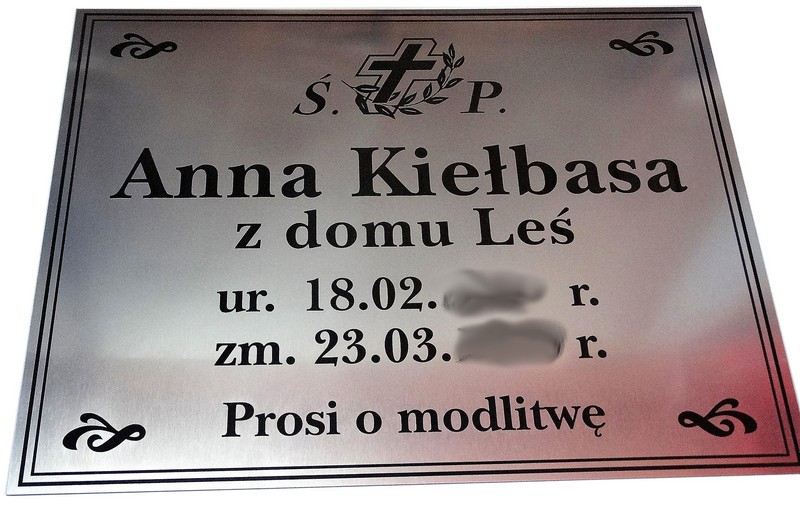 Ś. P.
Anna Kiełbasa
z domu Leś
ur. 18.02. r.
zm. 23.03. r.
Prosi o modlitwę